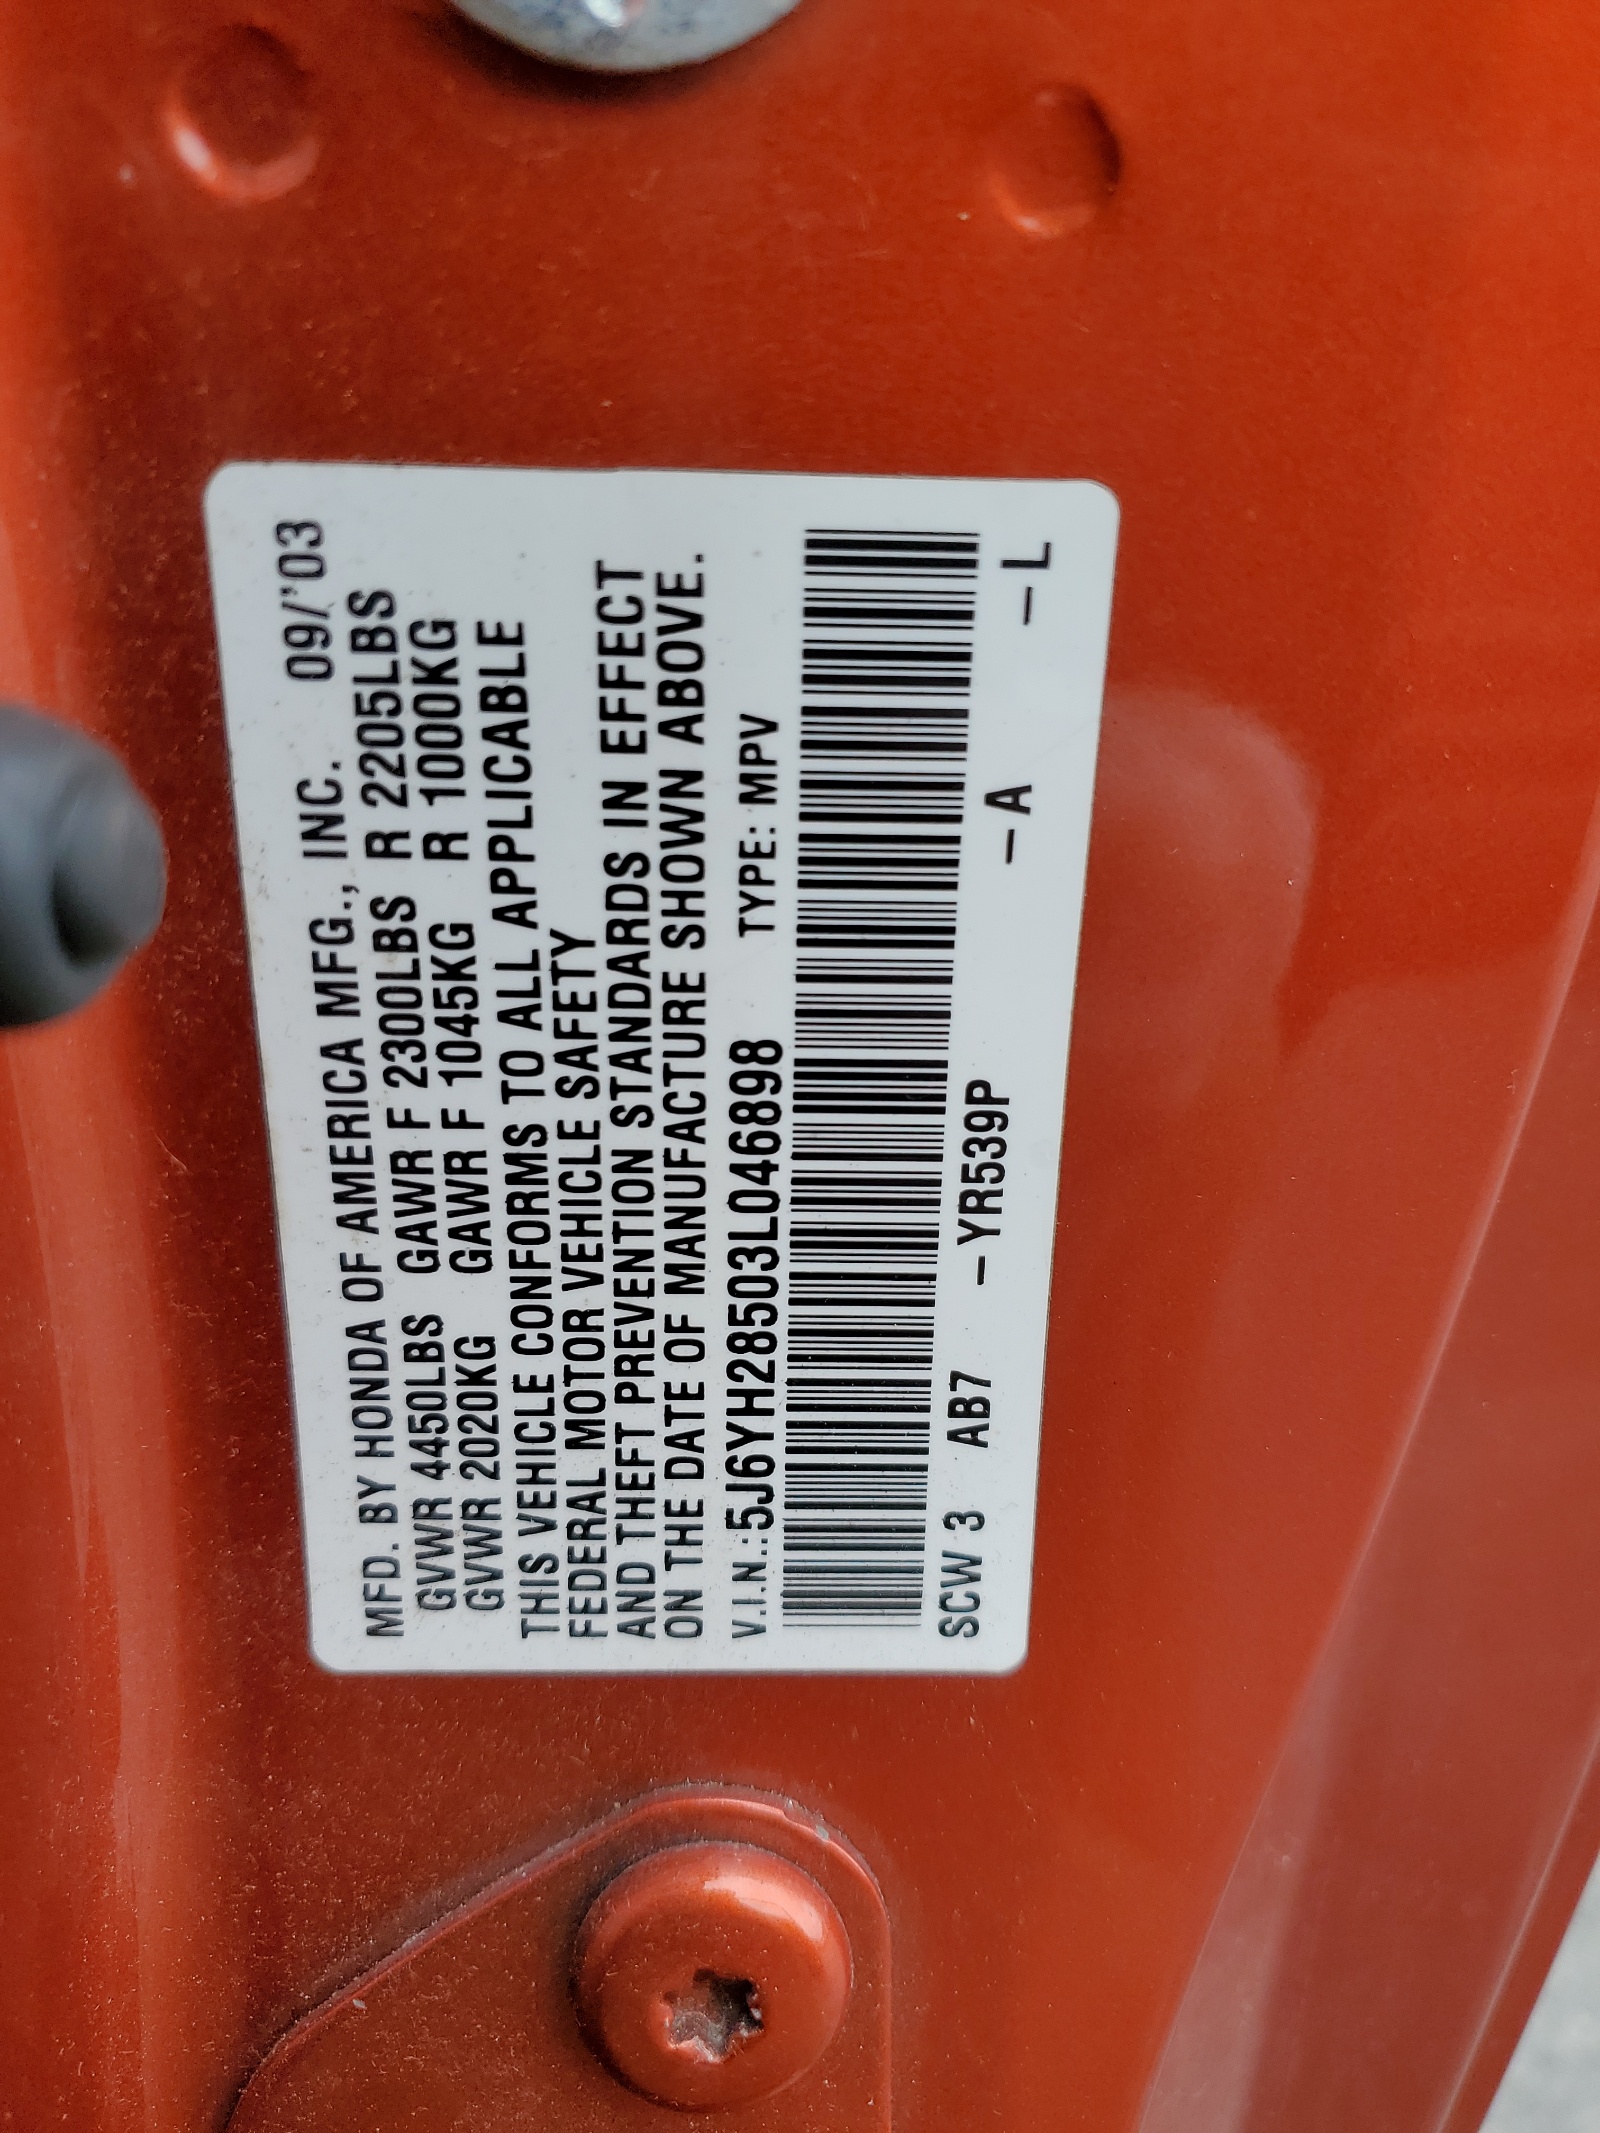 MFD. BY HONDA OF AMERICA MFG., INC. 09/'03
GVWR 4450LBS GAWR F 2300LBS R 2205LBS
GVWR 2020KG GAWR F 1045KG R 1000KG
THIS VEHICLE CONFORMS TO ALL APPLICABLE
FEDERAL MOTOR VEHICLE SAFETY
AND THEFT PREVENTION STANDARDS IN EFFECT
ON THE DATE OF MANUFACTURE SHOWN ABOVE.
V.I.N.:5J6YH28503L046898 TYPE: MPV
SCW 3 AB7 –YR539P –A –L